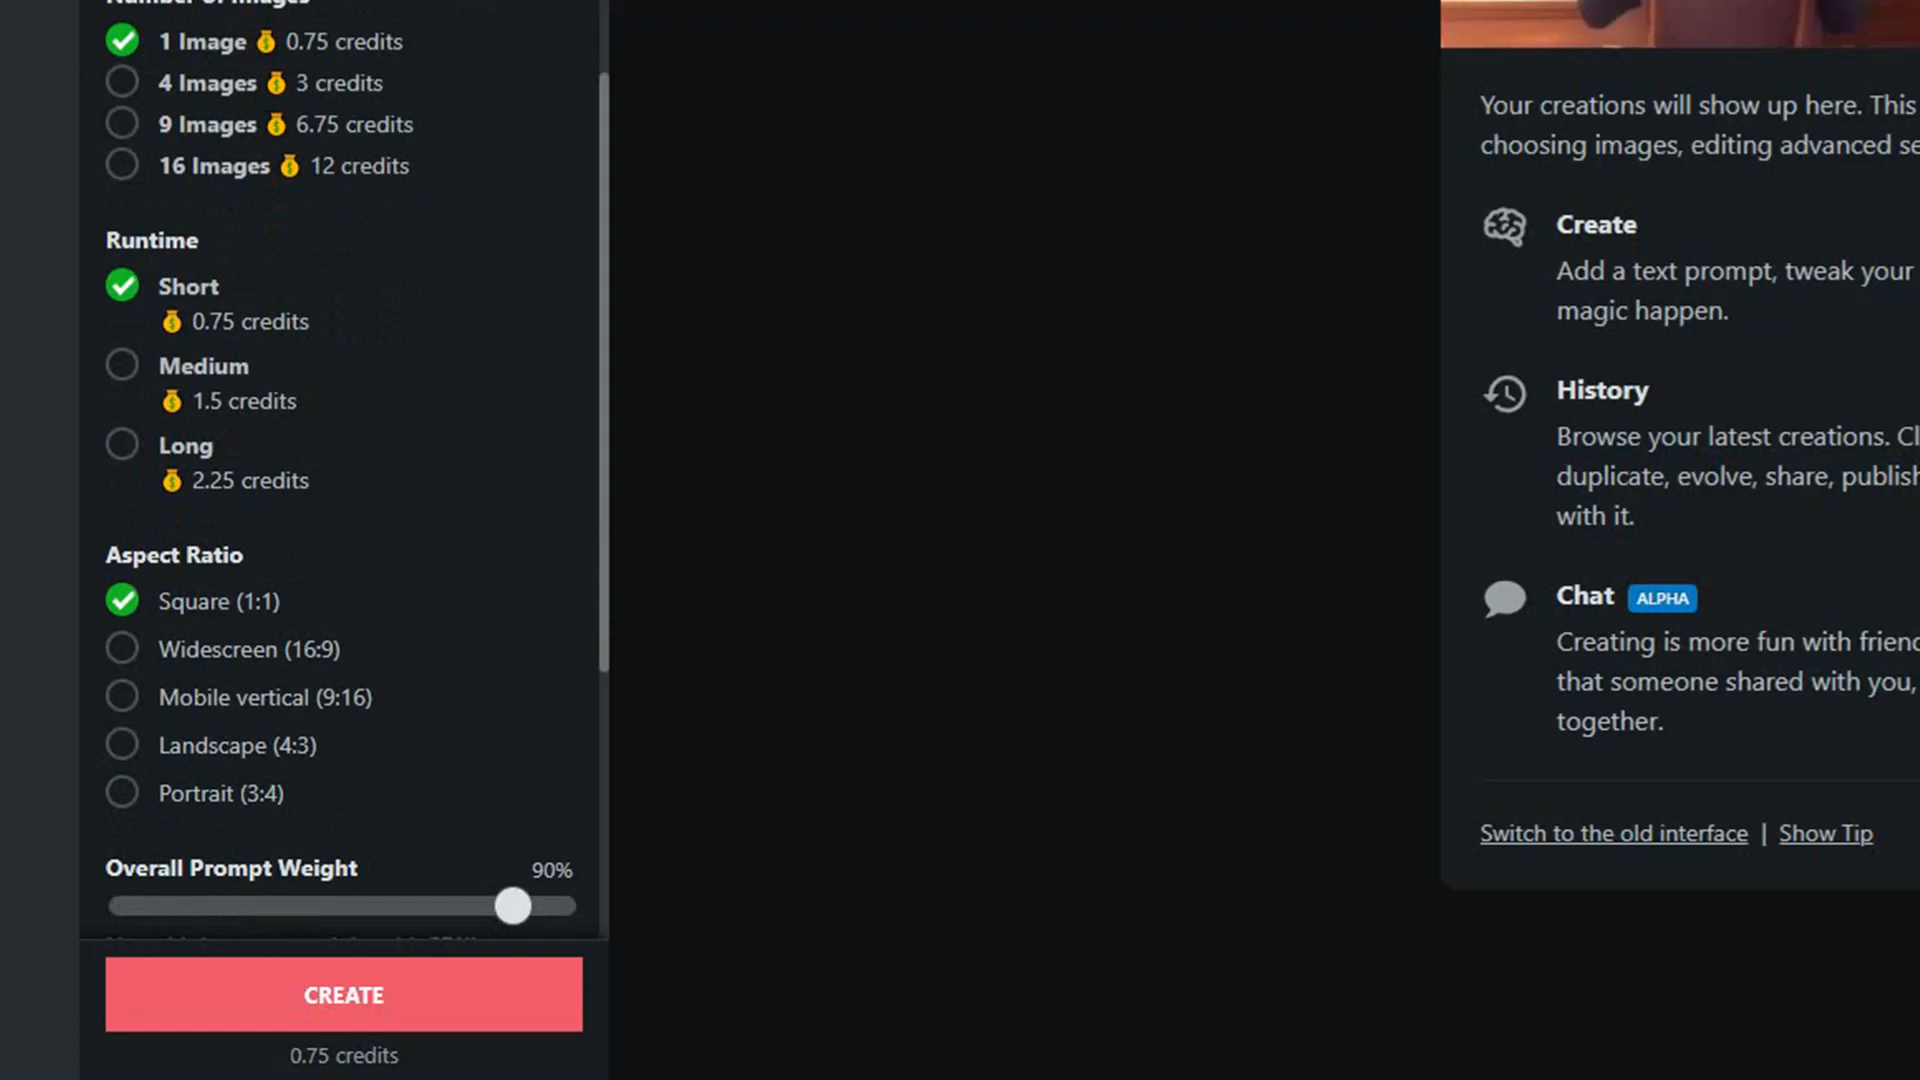 Number of Images
1 Image 0.75 credits
4 Images 3 credits
9 Images 6.75 credits
16 Images 12 credits
Runtime
Short
0.75 credits
Medium
1.5 credits
Long
2.25 credits
Aspect Ratio
Square (1:1)
Widescreen (16:9)
Mobile vertical (9:16)
Landscape (4:3)
Portrait (3:4)
Overall Prompt Weight 90%
CREATE
0.75 credits
Your creations will show up here. This
choosing images, editing advanced se
Create
Add a text prompt, tweak your
magic happen.
History
Browse your latest creations. Cl
duplicate, evolve, share, publish
with it.
Chat ALPHA
Creating is more fun with frienc
that someone shared with you,
together.
Switch to the old interface | Show Tip